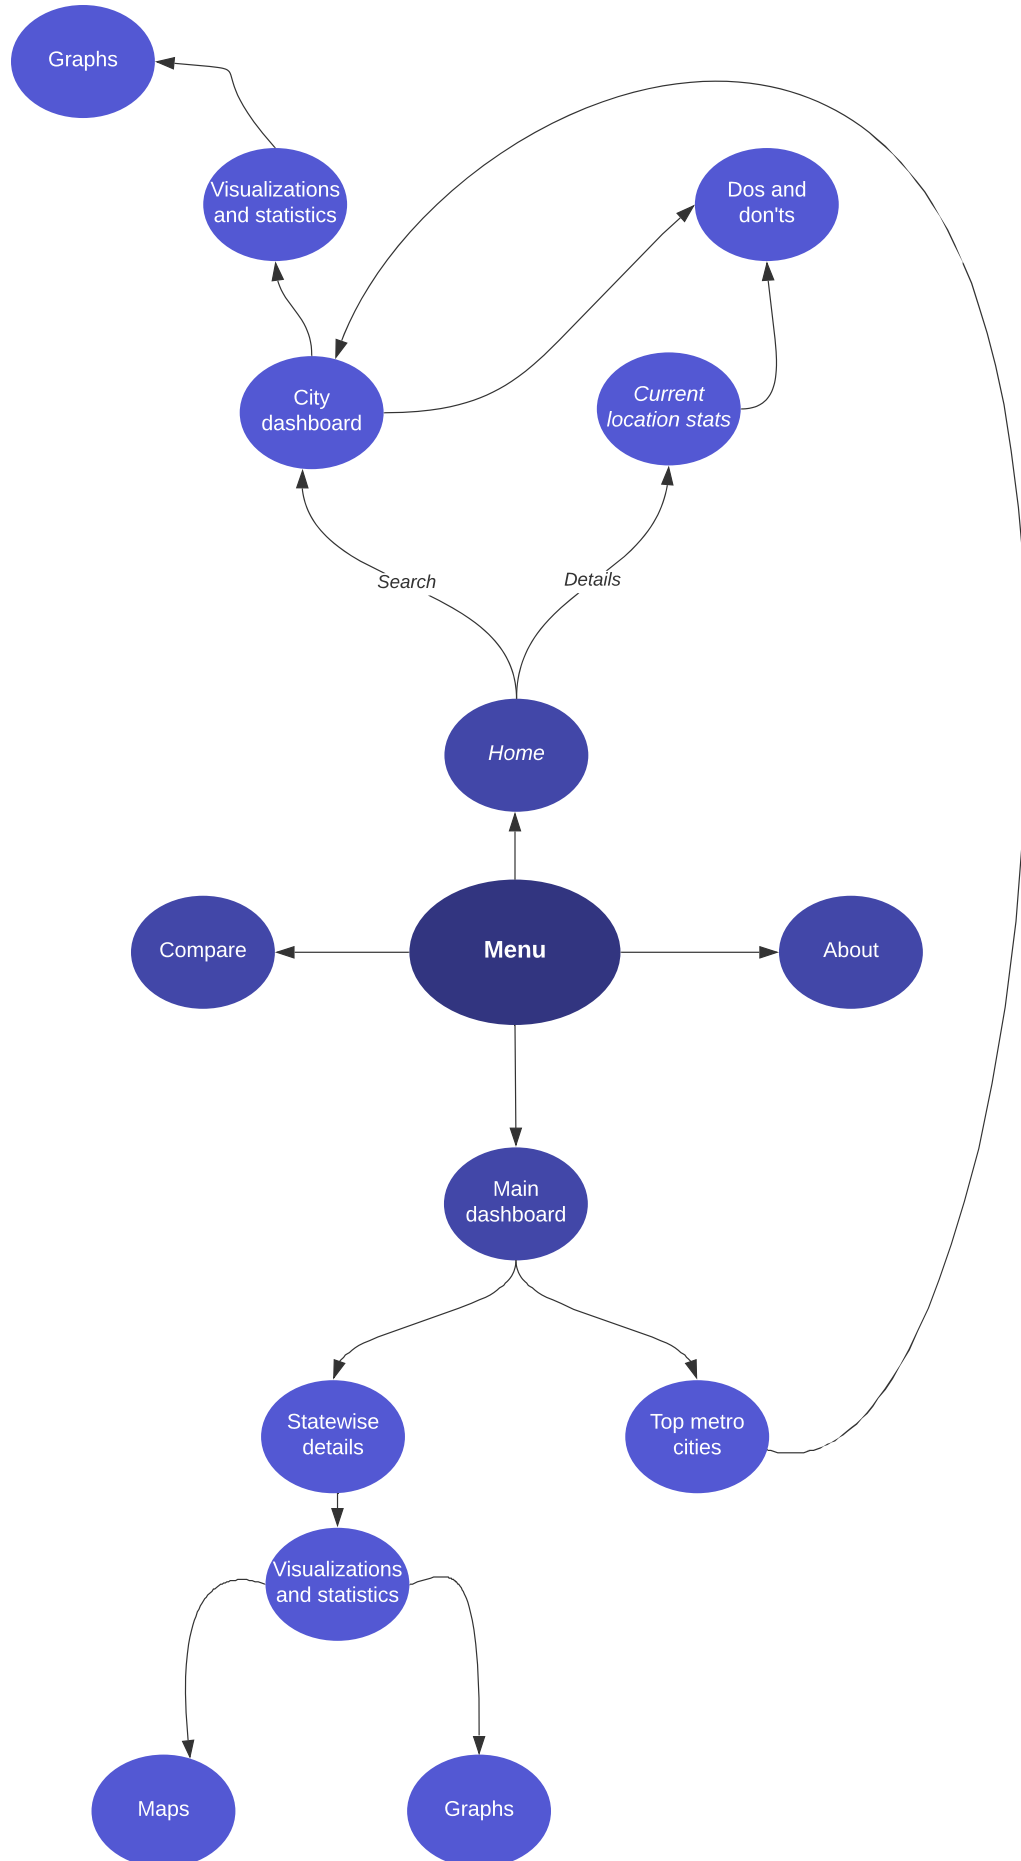 Graphs
Visualizations
and statistics
Dos and
don'ts
City
dashboard
Current
location stats
Search
Details
Home
Compare
Menu
About
Main
dashboard
Statewise
details
Top metro
cities
Visualizations
and statistics
Maps
Graphs